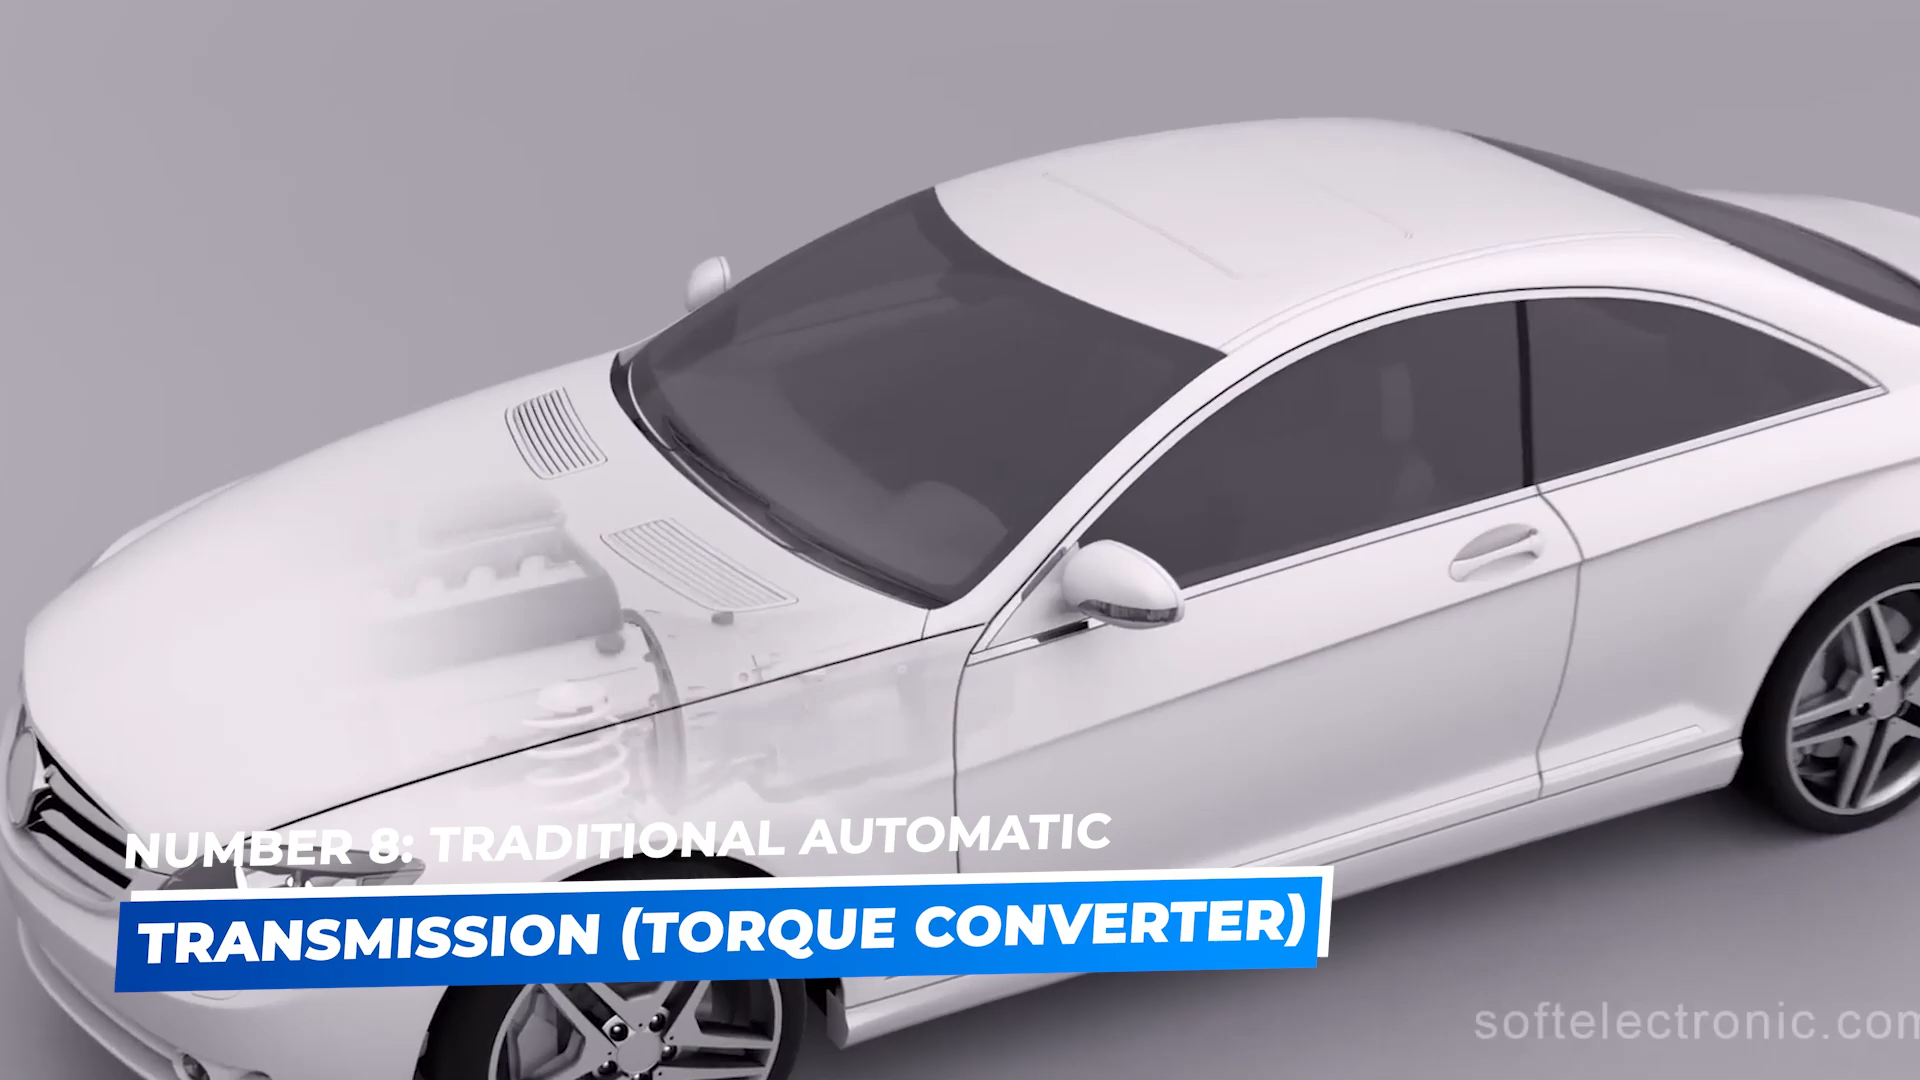 NUMBER 8: TRADITIONAL AUTOMATIC
TRANSMISSION (TORQUE CONVERTER)
softelectronic.com